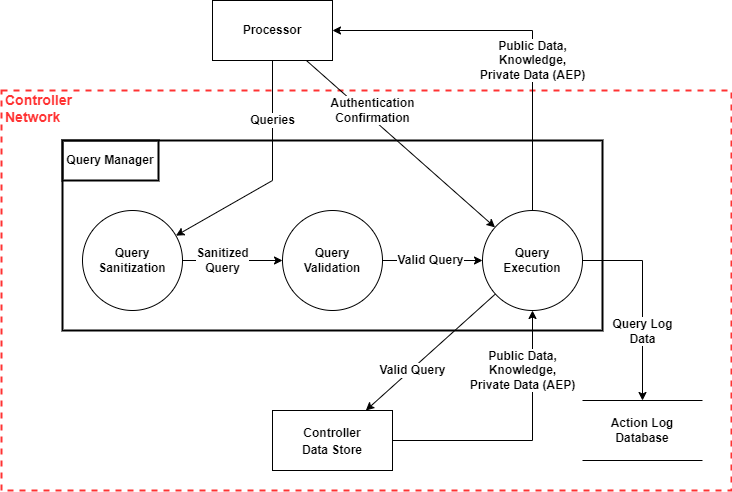 Processor
Public Data,
Knowledge,
Private Data (AEP)
Controller
Network
Authentication
Confirmation
Queries
Query Manager
Query
Sanitization
Sanitized
Query
Query
Validation
Valid Query
Query
Execution
Query Log
Data
Valid Query
Public Data,
Knowledge,
Private Data (AEP)
Controller
Data Store
Action Log
Database